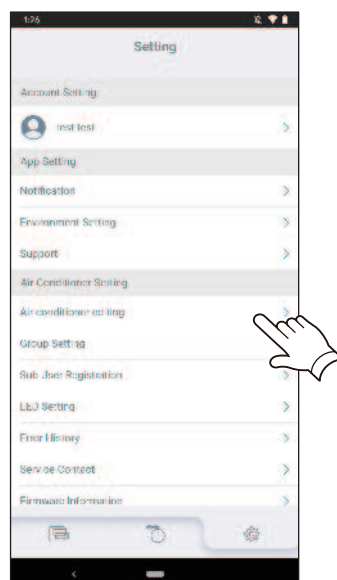 1:26
Setting
Account Setting
test test
App Setting
Notification
Environment Setting
Support
Air Conditioner Setting
Air conditioner setting
Group Setting
Sub User Registration
LED Setting
Error History
Service Contact
Firmware Information